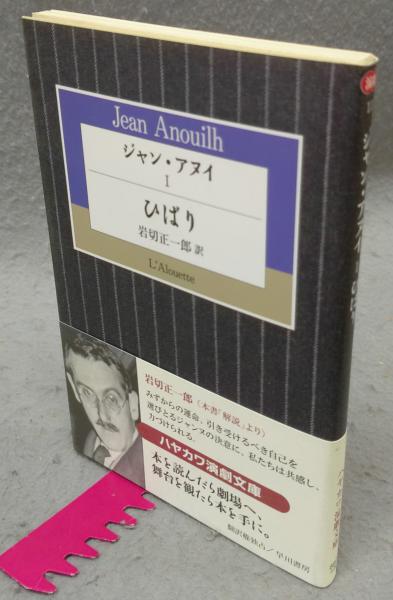 Jean Anouilh
ジャン・アヌイ
I
ひばり
岩切正一郎 訳
L'Alouette
岩切正一郎(本書「解説」より)
みずからの運命、引き受けるべき自己を
選びとるジャンヌの決意に、私たちは共感し、
力づけられる。
ハヤカワ演劇文庫
本を読んだら劇場へ、
舞台を観たら本を手に。
翻訳権独占/早川書房